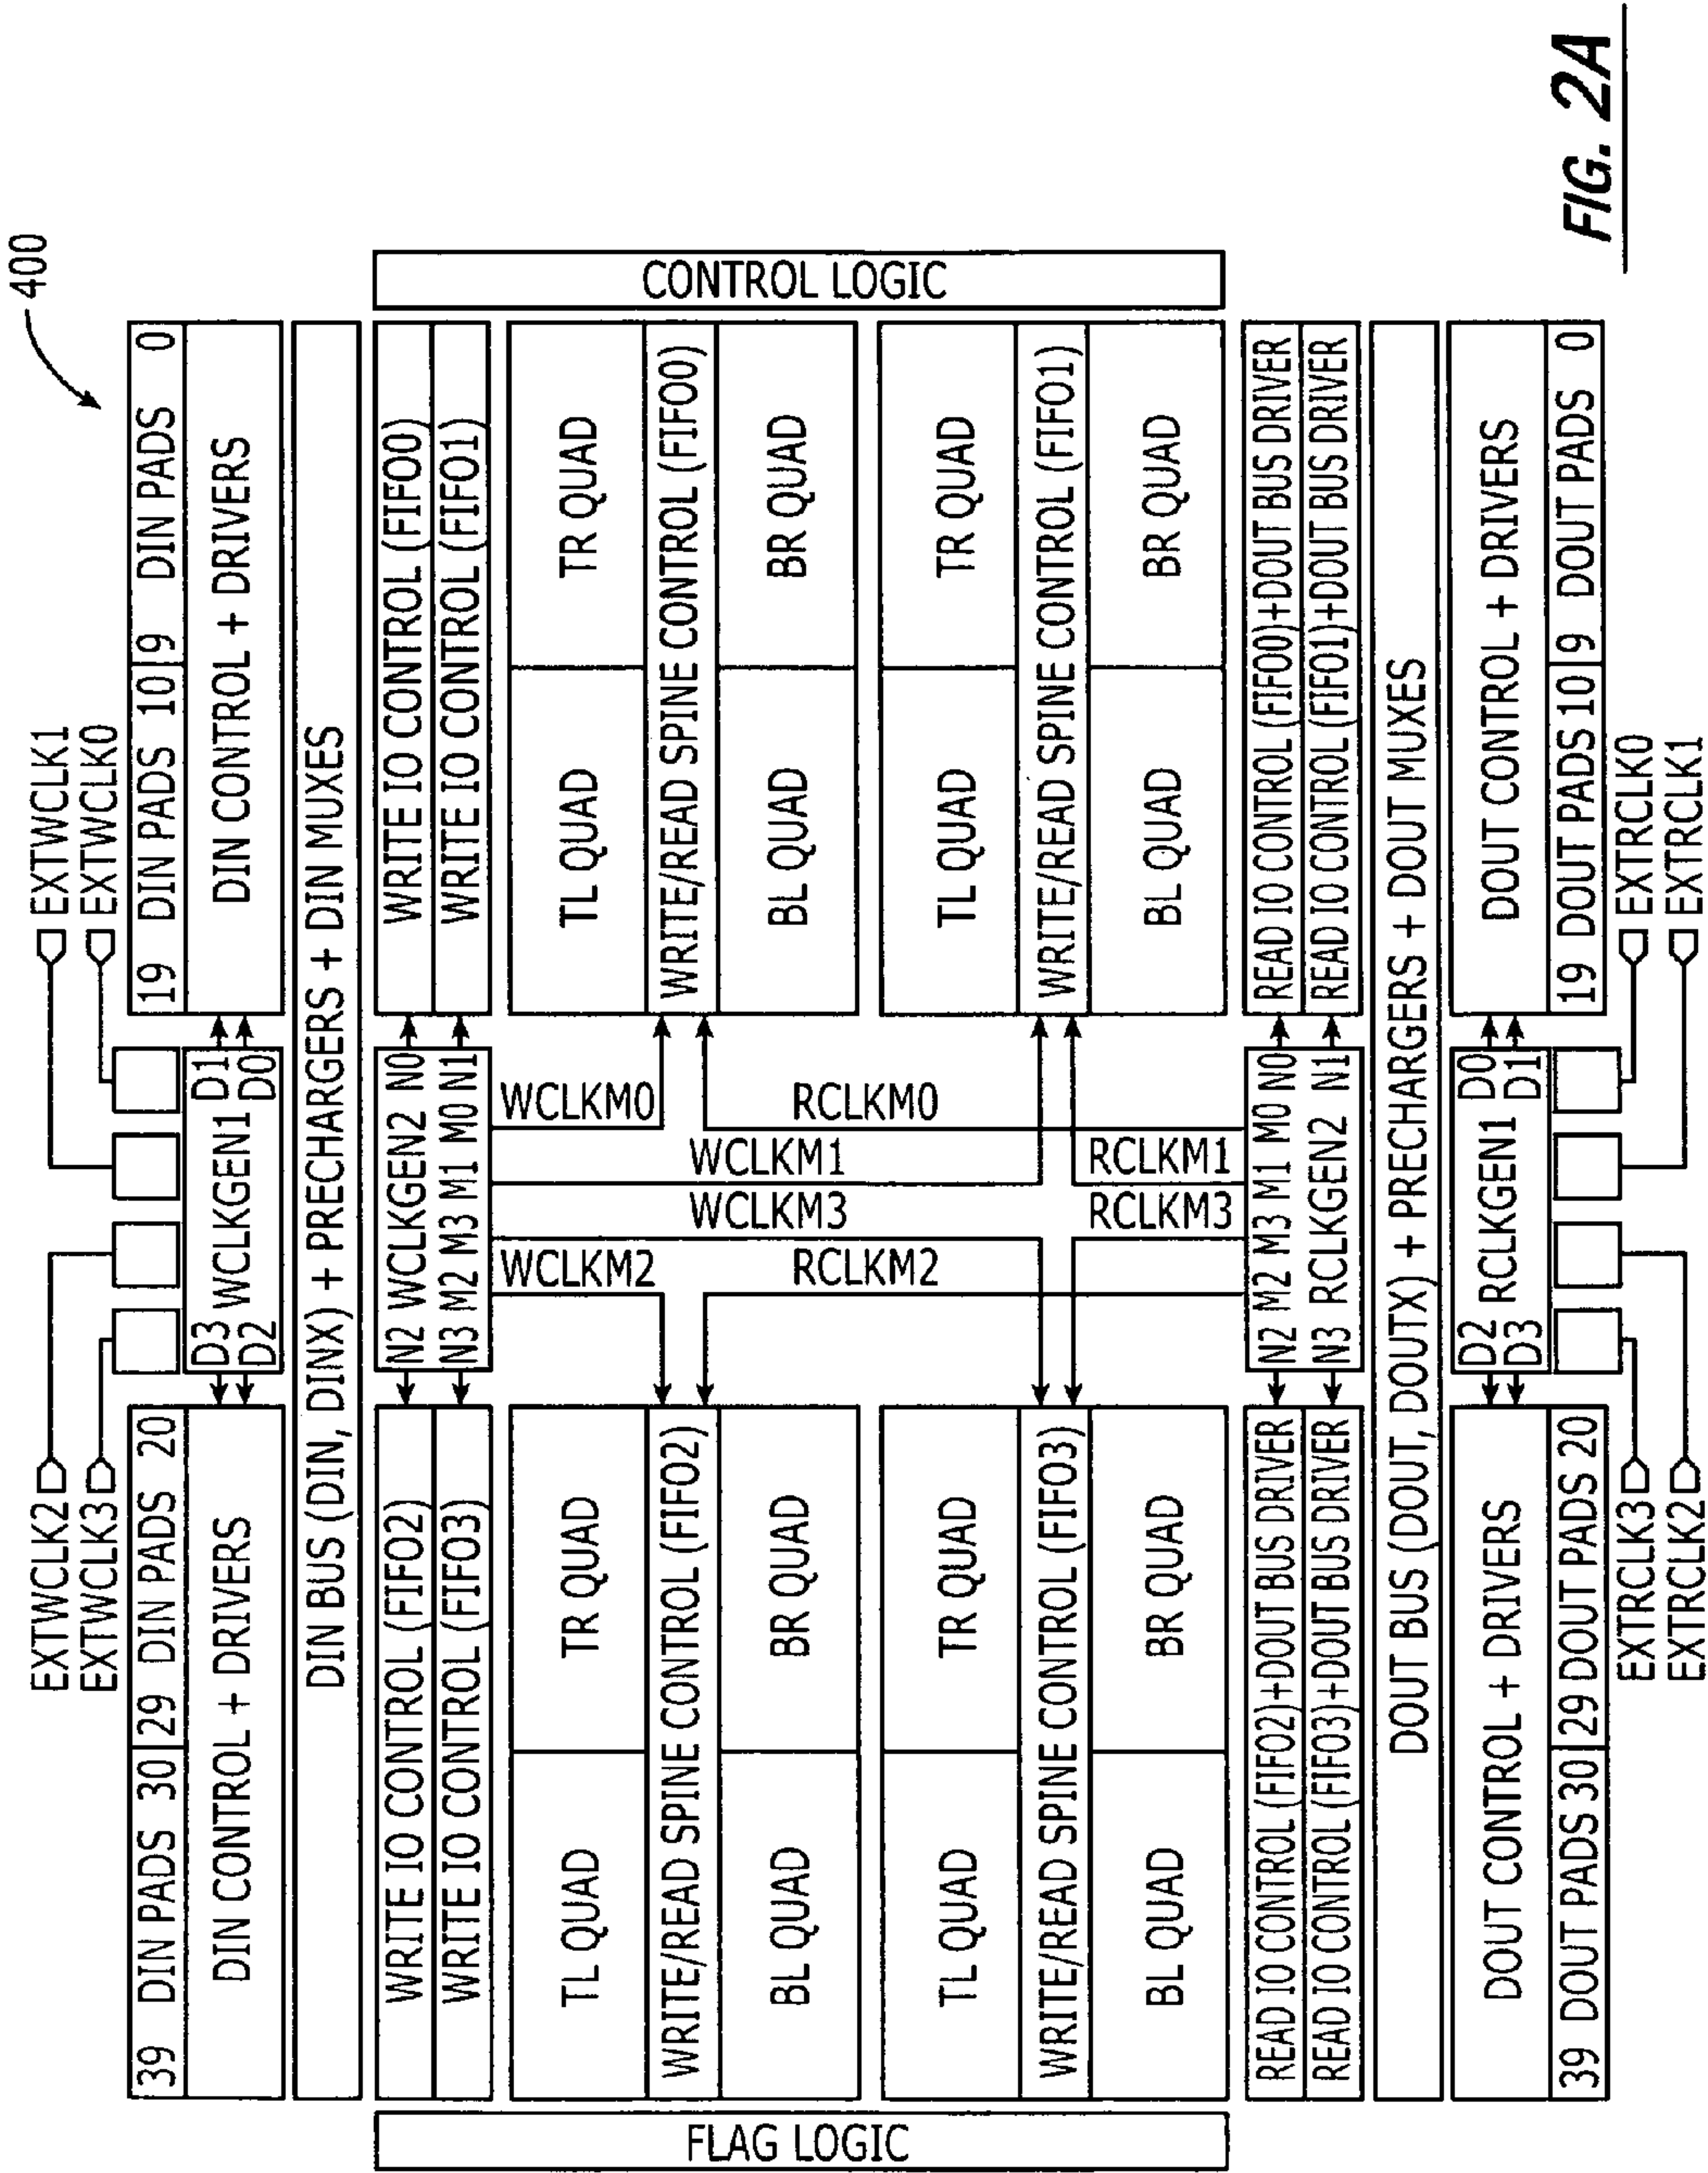 400
EXTWCLK2
EXTWCLK3
EXTWCLK1
EXTWCLK0
39 DIN PADS 30
29 DIN PADS 20
19 DIN PADS 10
9 DIN PADS 0
DIN CONTROL + DRIVERS
D3 WCLKGEN1 D1
D2 D0
DIN CONTROL + DRIVERS
DIN BUS (DIN, DINX) + PRECHARGERS + DIN MUXES
WRITE IO CONTROL (FIFO2)
WRITE IO CONTROL (FIFO3)
N2 WCLKGEN2 N0
N3 M2 M3 M1 M0 N1
WRITE IO CONTROL (FIFO0)
WRITE IO CONTROL (FIFO1)
FLAG LOGIC
TL QUAD
TR QUAD
WRITE/READ SPINE CONTROL (FIFO2)
BL QUAD
BR QUAD
TL QUAD
TR QUAD
WRITE/READ SPINE CONTROL (FIFO3)
BL QUAD
BR QUAD
WCLKM2
WCLKM0
WCLKM3
WCLKM1
RCLKM2
RCLKM0
RCLKM3
RCLKM1
TL QUAD
TR QUAD
WRITE/READ SPINE CONTROL (FIFO0)
BL QUAD
BR QUAD
TL QUAD
TR QUAD
WRITE/READ SPINE CONTROL (FIFO1)
BL QUAD
BR QUAD
CONTROL LOGIC
READ IO CONTROL (FIFO2)+DOUT BUS DRIVER
READ IO CONTROL (FIFO3)+DOUT BUS DRIVER
N2 M2 M3 M1 M0 N0
N3 RCLKGEN2 N1
READ IO CONTROL (FIFO0)+DOUT BUS DRIVER
READ IO CONTROL (FIFO1)+DOUT BUS DRIVER
DOUT BUS (DOUT, DOUTX) + PRECHARGERS + DOUT MUXES
DOUT CONTROL + DRIVERS
D2 RCLKGEN1 D0
D3 D1
DOUT CONTROL + DRIVERS
39 DOUT PADS 30
29 DOUT PADS 20
19 DOUT PADS 10
9 DOUT PADS 0
EXTRCLK3
EXTRCLK2
EXTRCLK0
EXTRCLK1
FIG. 2A